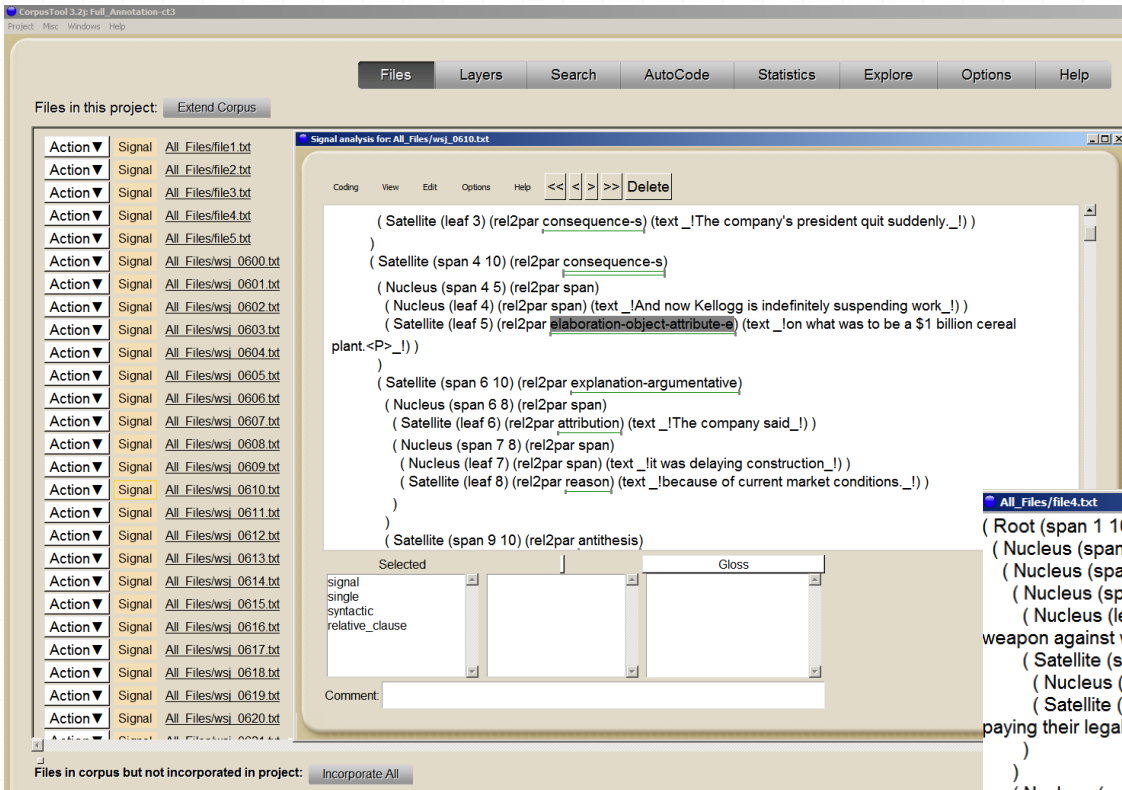 CorpusTool 3.2j: Full_Annotation-ct3
Project Misc Windows Help
Files Layers Search AutoCode Statistics Explore Options Help
Files in this project: Extend Corpus
Action▼ Signal All_Files/file1.txt
Action▼ Signal All_Files/file2.txt
Action▼ Signal All_Files/file3.txt
Action▼ Signal All_Files/file4.txt
Action▼ Signal All_Files/file5.txt
Action▼ Signal All_Files/wsj_0600.txt
Action▼ Signal All_Files/wsj_0601.txt
Action▼ Signal All_Files/wsj_0602.txt
Action▼ Signal All_Files/wsj_0603.txt
Action▼ Signal All_Files/wsj_0604.txt
Action▼ Signal All_Files/wsj_0605.txt
Action▼ Signal All_Files/wsj_0606.txt
Action▼ Signal All_Files/wsj_0607.txt
Action▼ Signal All_Files/wsj_0608.txt
Action▼ Signal All_Files/wsj_0609.txt
Action▼ Signal All_Files/wsj_0610.txt
Action▼ Signal All_Files/wsj_0611.txt
Action▼ Signal All_Files/wsj_0612.txt
Action▼ Signal All_Files/wsj_0613.txt
Action▼ Signal All_Files/wsj_0614.txt
Action▼ Signal All_Files/wsj_0615.txt
Action▼ Signal All_Files/wsj_0616.txt
Action▼ Signal All_Files/wsj_0617.txt
Action▼ Signal All_Files/wsj_0618.txt
Action▼ Signal All_Files/wsj_0619.txt
Action▼ Signal All_Files/wsj_0620.txt
Files in corpus but not incorporated in project: Incorporate All
Signal analysis for: All_Files/wsj_0610.txt
Coding View Edit Options Help << < > >> Delete
( Satellite (leaf 3) (rel2par consequence-s) (text _!The company's president quit suddenly._!) )
)
( Satellite (span 4 10) (rel2par consequence-s)
( Nucleus (span 4 5) (rel2par span)
( Nucleus (leaf 4) (rel2par span) (text _!And now Kellogg is indefinitely suspending work_!) )
( Satellite (leaf 5) (rel2par elaboration-object-attribute-e) (text _!on what was to be a $1 billion cereal
plant.<P>_!) )
)
( Satellite (span 6 10) (rel2par explanation-argumentative)
( Nucleus (span 6 8) (rel2par span)
( Satellite (leaf 6) (rel2par attribution) (text _!The company said_!) )
( Nucleus (span 7 8) (rel2par span)
( Nucleus (leaf 7) (rel2par span) (text _!it was delaying construction_!) )
( Satellite (leaf 8) (rel2par reason) (text _!because of current market conditions._!) )
)
)
( Satellite (span 9 10) (rel2par antithesis)
Selected Gloss
signal
single
syntactic
relative_clause
Comment:
All_Files/file4.txt
( Root (span 1 10
( Nucleus (span
( Nucleus (spa
( Nucleus (sp
( Nucleus (le
weapon against
( Satellite (s
( Nucleus (
( Satellite (
paying their legal
)
)